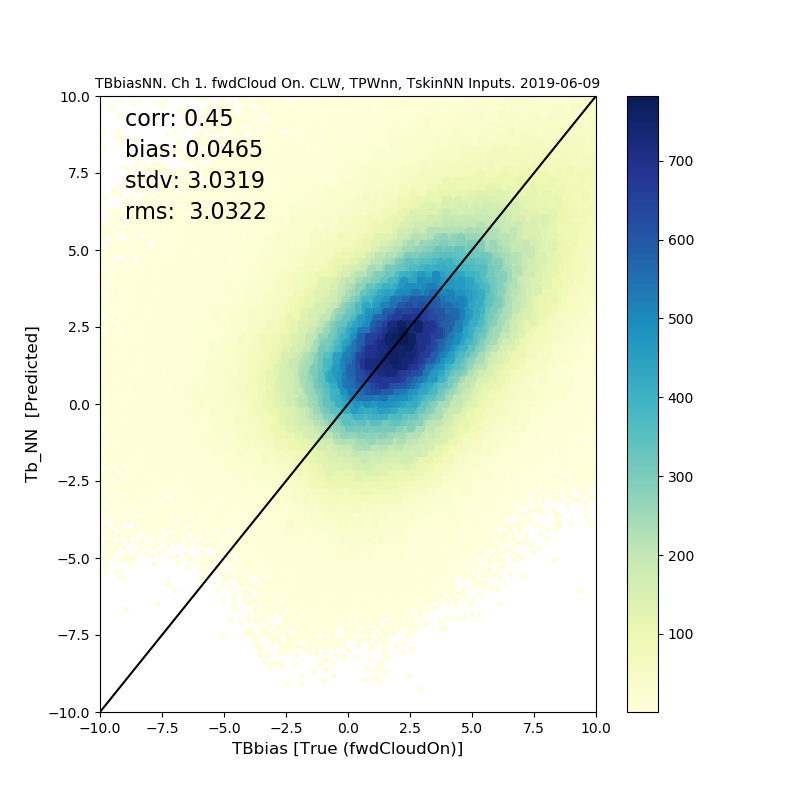 TBbiasNN. Ch 1. fwdCloud On. CLW, TPWnn, TskinNN Inputs. 2019-06-09
corr: 0.45
bias: 0.0465
stdv: 3.0319
rms:  3.0322
10.0
7.5
5.0
2.5
0.0
−2.5
−5.0
−7.5
−10.0
Tb_NN  [Predicted]
−10.0 −7.5 −5.0 −2.5 0.0 2.5 5.0 7.5 10.0
TBbias [True (fwdCloudOn)]
700
600
500
400
300
200
100